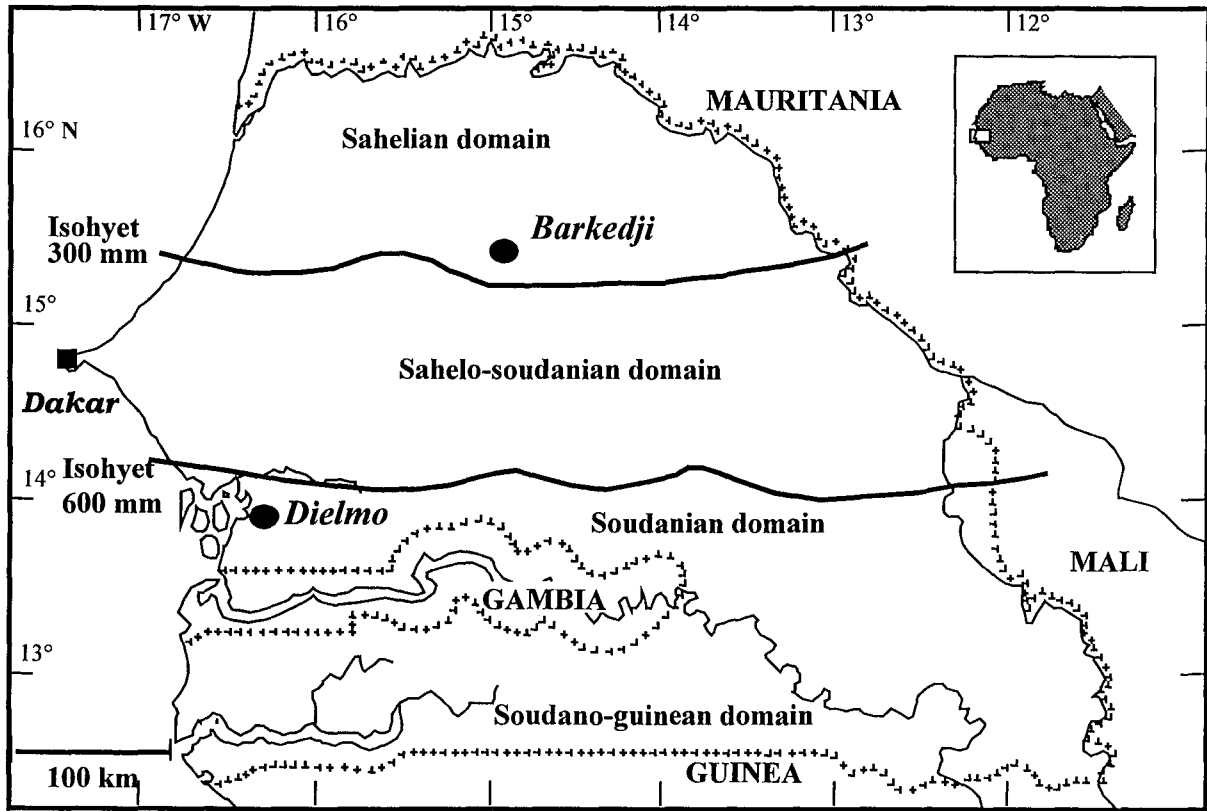 17° W 16° 15° 14° 13° 12°
MAURITANIA
16° N
Sahelian domain
Isohyet
300 mm
Barkedji
15°
Sahelo-soudanian domain
Dakar
Isohyet
600 mm
14°
Dielmo
Soudanian domain
MALI
GAMBIA
13°
Soudano-guinean domain
100 km
GUINEA